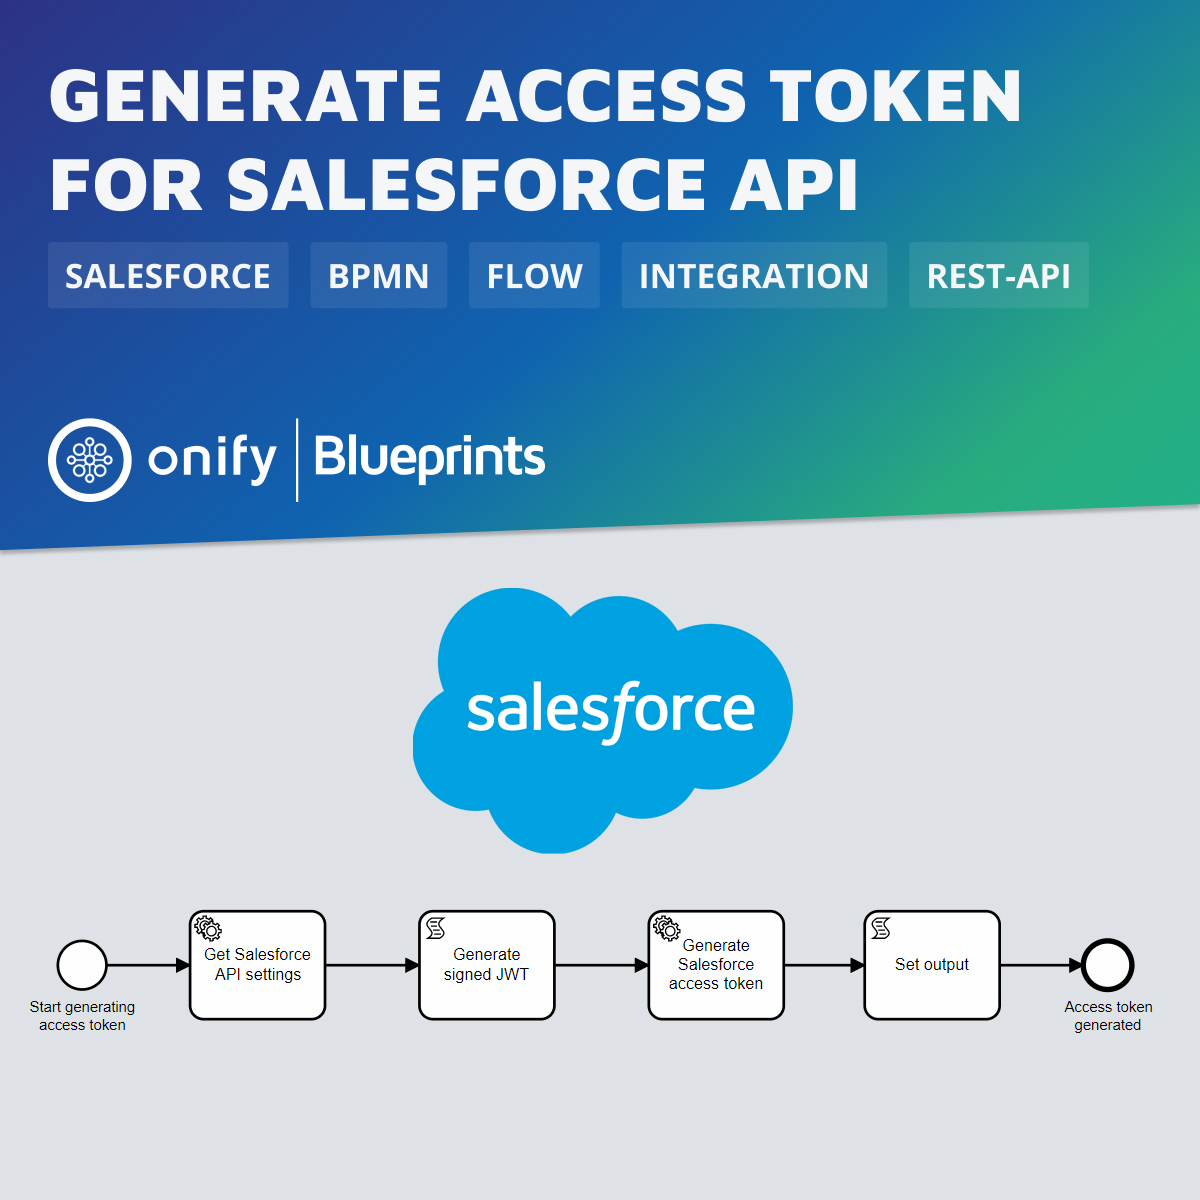 GENERATE ACCESS TOKEN
FOR SALESFORCE API
SALESFORCE BPMN FLOW INTEGRATION REST-API
onify Blueprints
salesforce
Start generating
access token
Get Salesforce
API settings
Generate
signed JWT
Generate
Salesforce
access token
Set output
Access token
generated